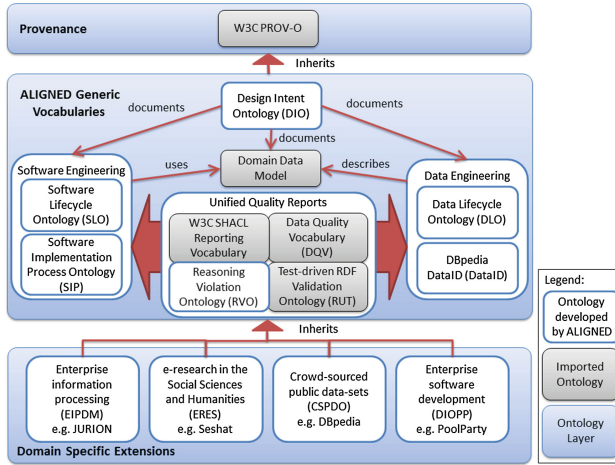 Provenance
W3C PROV-O
Inherits
ALIGNED Generic
Vocabularies
Design Intent
Ontology (DIO)
documents
documents
documents
Domain Data
Model
uses
describes
Software Engineering
Software
Lifecycle
Ontology (SLO)
Software
Implementation
Process Ontology
(SIP)
Unified Quality Reports
W3C SHACL
Reporting
Vocabulary
Data Quality
Vocabulary
(DQV)
Reasoning
Violation
Ontology (RVO)
Test-driven RDF
Validation
Ontology (RUT)
Data Engineering
Data Lifecycle
Ontology (DLO)
DBpedia
DataID (DataID)
Inherits
Enterprise
information
processing
(EIPDM)
e.g. JURION
e-research in the
Social Sciences
and Humanities
(ERES)
e.g. Seshat
Crowd-sourced
public data-sets
(CSPDO)
e.g. DBpedia
Enterprise
software
development
(DIOPP)
e.g. PoolParty
Domain Specific Extensions
Legend:
Ontology
developed
by ALIGNED
Imported
Ontology
Ontology
Layer